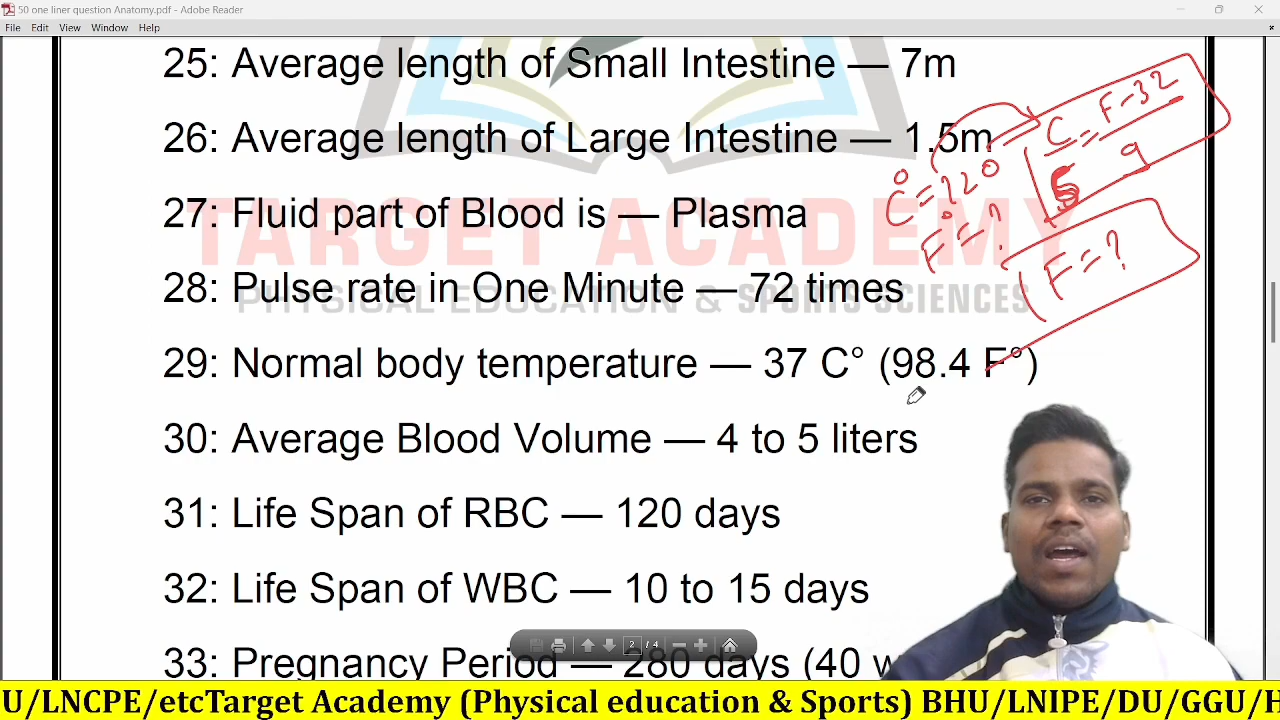 50 one liner question Anatomy.pdf - Adobe Reader
File Edit View Window Help
25: Average length of Small Intestine — 7m
26: Average length of Large Intestine — 1.5m
27: Fluid part of Blood is — Plasma
28: Pulse rate in One Minute — 72 times
29: Normal body temperature — 37 C° (98.4 F°)
30: Average Blood Volume — 4 to 5 liters
31: Life Span of RBC — 120 days
32: Life Span of WBC — 10 to 15 days
33: Pregnancy Period — 280 days (40 w
TARGET ACADEMY
PHYSICAL EDUCATION & SPORTS SCIENCES
C = F-32
5 9
F = ?
F° = ?
2 / 4
U/LNCPE/etcTarget Academy (Physical education & Sports) BHU/LNIPE/DU/GGU/H